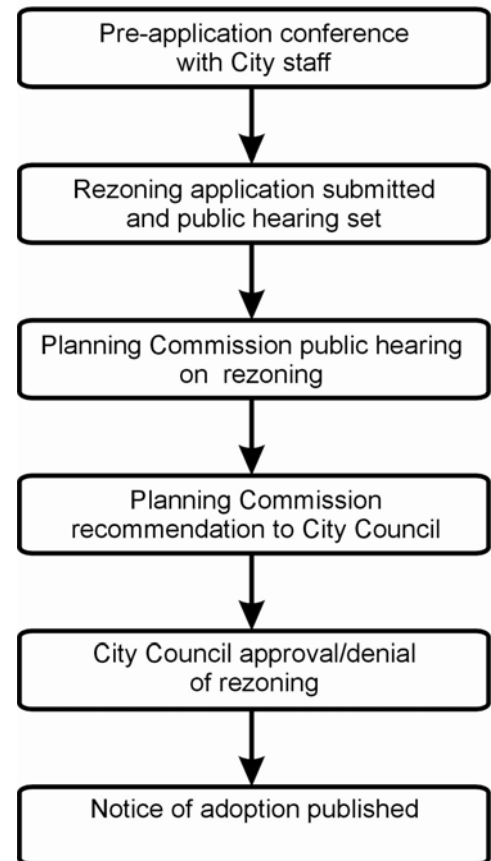 Pre-application conference
with City staff
Rezoning application submitted
and public hearing set
Planning Commission public hearing
on rezoning
Planning Commission
recommendation to City Council
City Council approval/denial
of rezoning
Notice of adoption published